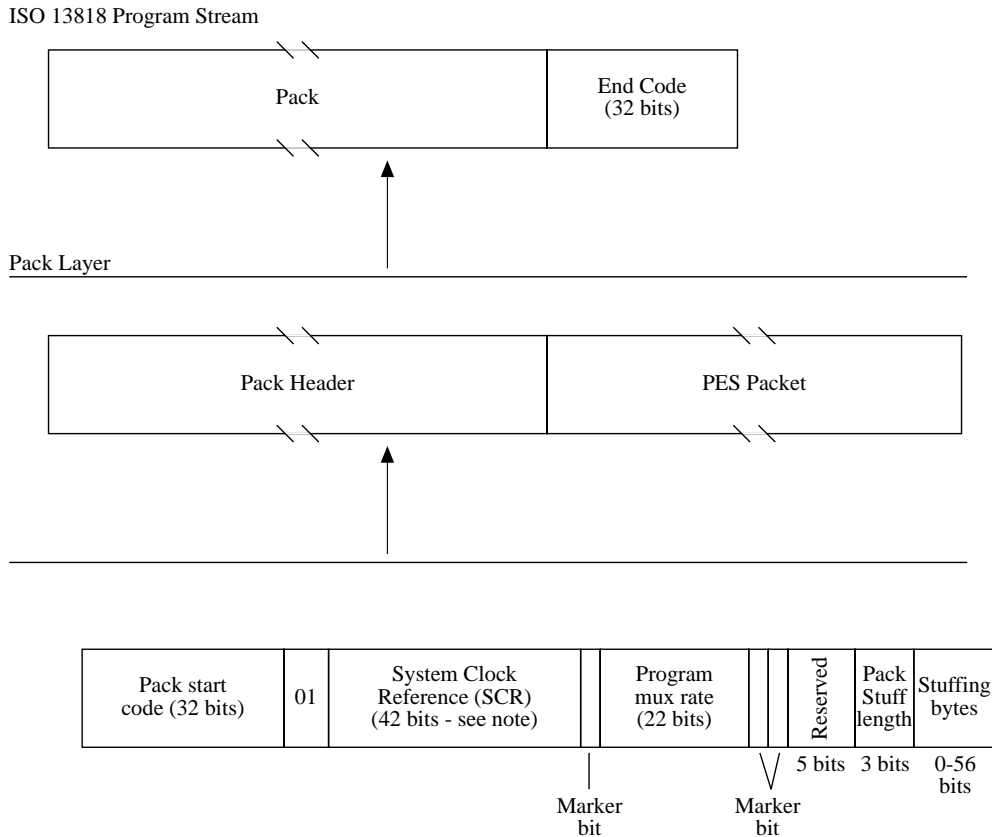 ISO 13818 Program Stream
Pack
End Code
(32 bits)
Pack Layer
Pack Header
PES Packet
Pack start
code (32 bits)
01
System Clock
Reference (SCR)
(42 bits - see note)
Program
mux rate
(22 bits)
Reserved
Pack
Stuff
length
Stuffing
bytes
5 bits
3 bits
0-56
bits
Marker
bit
Marker
bit